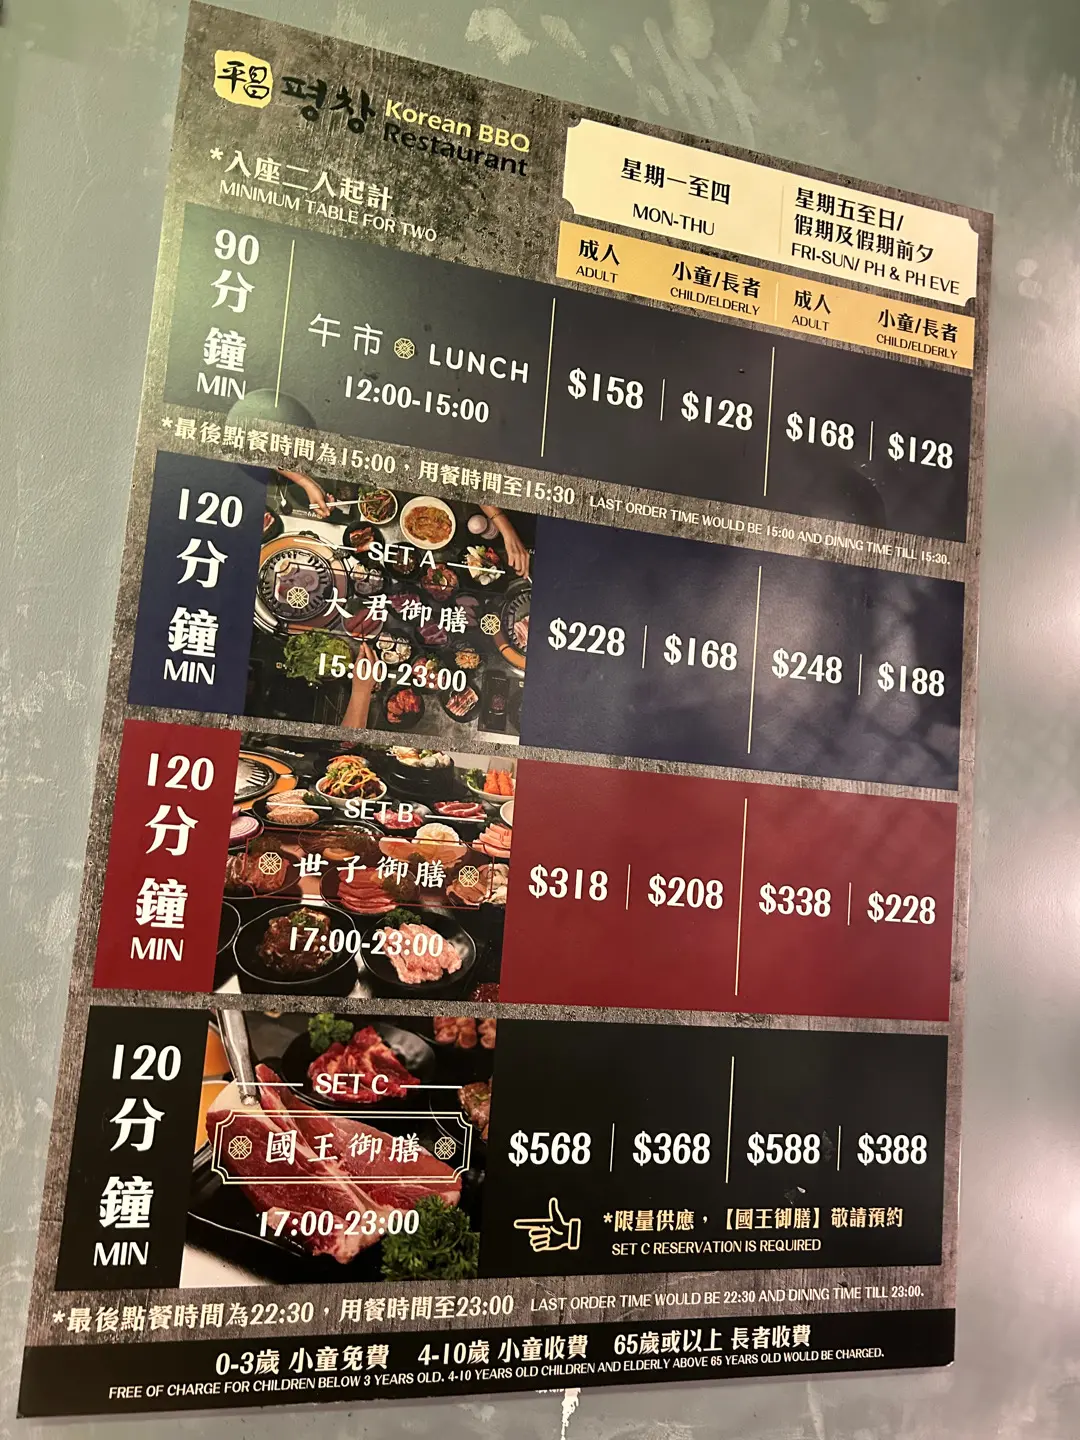 平昌 평창 Korean BBQ
Restaurant
*入座二人起計
MINIMUM TABLE FOR TWO
星期一至四
MON-THU
星期五至日/
假期及假期前夕
FRI-SUN/ PH & PH EVE
成人 小童/長者 成人 小童/長者
ADULT CHILD/ELDERLY ADULT CHILD/ELDERLY
90
分
鐘
MIN
午市 LUNCH
12:00-15:00
$158 $128 $168 $128
*最後點餐時間為15:00，用餐時間至15:30 LAST ORDER TIME WOULD BE 15:00 AND DINING TIME TILL 15:30.
120
分
鐘
MIN
SET A
大君御膳
15:00-23:00
$228 $168 $248 $188
120
分
鐘
MIN
SET B
世子御膳
17:00-23:00
$318 $208 $338 $228
120
分
鐘
MIN
SET C
國王御膳
17:00-23:00
$568 $368 $588 $388
*限量供應，【國王御膳】敬請預約
SET C RESERVATION IS REQUIRED
*最後點餐時間為22:30，用餐時間至23:00 LAST ORDER TIME WOULD BE 22:30 AND DINING TIME TILL 23:00.
0-3歲 小童免費 4-10歲 小童收費 65歲或以上 長者收費
FREE OF CHARGE FOR CHILDREN BELOW 3 YEARS OLD. 4-10 YEARS OLD CHILDREN AND ELDERLY ABOVE 65 YEARS OLD WOULD BE CHARGED.